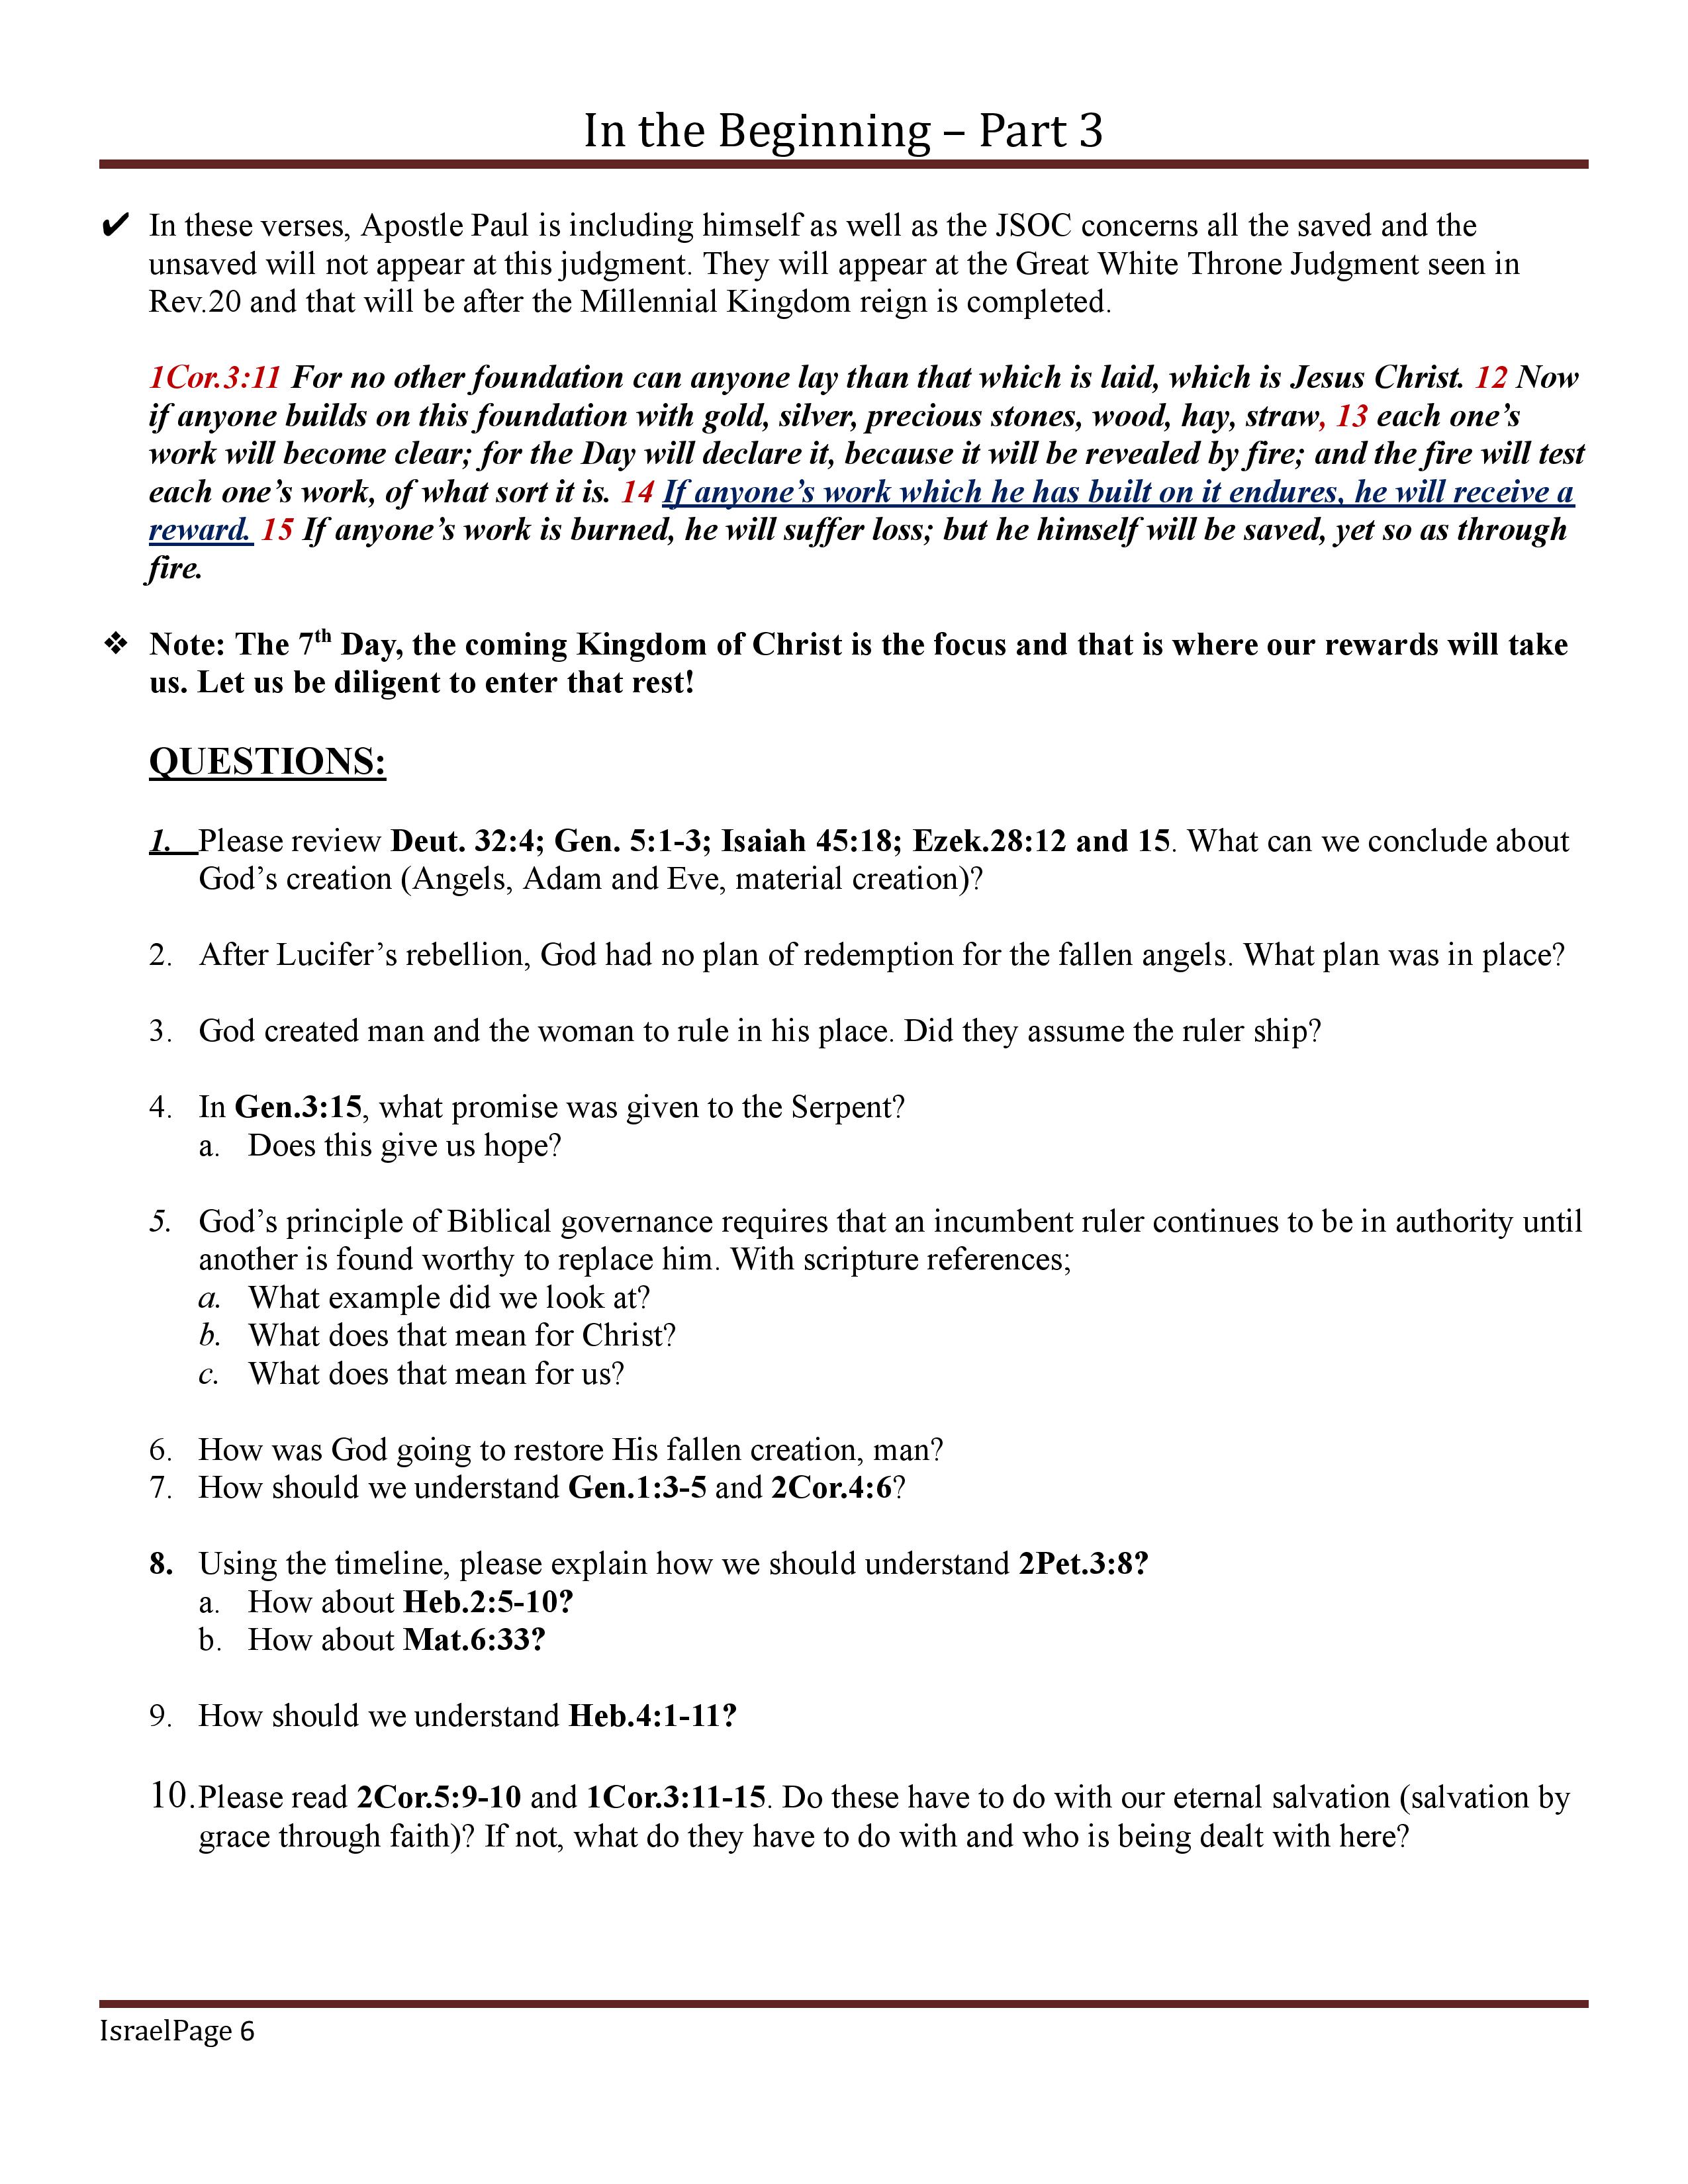 In the Beginning – Part 3
✔ In these verses, Apostle Paul is including himself as well as the JSOC concerns all the saved and the
unsaved will not appear at this judgment. They will appear at the Great White Throne Judgment seen in
Rev.20 and that will be after the Millennial Kingdom reign is completed.
1Cor.3:11 For no other foundation can anyone lay than that which is laid, which is Jesus Christ. 12 Now
if anyone builds on this foundation with gold, silver, precious stones, wood, hay, straw, 13 each one’s
work will become clear; for the Day will declare it, because it will be revealed by fire; and the fire will test
each one’s work, of what sort it is. 14 If anyone’s work which he has built on it endures, he will receive a
reward. 15 If anyone’s work is burned, he will suffer loss; but he himself will be saved, yet so as through
fire.
❖ Note: The 7th Day, the coming Kingdom of Christ is the focus and that is where our rewards will take
us. Let us be diligent to enter that rest!
QUESTIONS:
1. Please review Deut. 32:4; Gen. 5:1-3; Isaiah 45:18; Ezek.28:12 and 15. What can we conclude about
God’s creation (Angels, Adam and Eve, material creation)?
2. After Lucifer’s rebellion, God had no plan of redemption for the fallen angels. What plan was in place?
3. God created man and the woman to rule in his place. Did they assume the ruler ship?
4. In Gen.3:15, what promise was given to the Serpent?
a. Does this give us hope?
5. God’s principle of Biblical governance requires that an incumbent ruler continues to be in authority until
another is found worthy to replace him. With scripture references;
a. What example did we look at?
b. What does that mean for Christ?
c. What does that mean for us?
6. How was God going to restore His fallen creation, man?
7. How should we understand Gen.1:3-5 and 2Cor.4:6?
8. Using the timeline, please explain how we should understand 2Pet.3:8?
a. How about Heb.2:5-10?
b. How about Mat.6:33?
9. How should we understand Heb.4:1-11?
10. Please read 2Cor.5:9-10 and 1Cor.3:11-15. Do these have to do with our eternal salvation (salvation by
grace through faith)? If not, what do they have to do with and who is being dealt with here?
IsraelPage 6